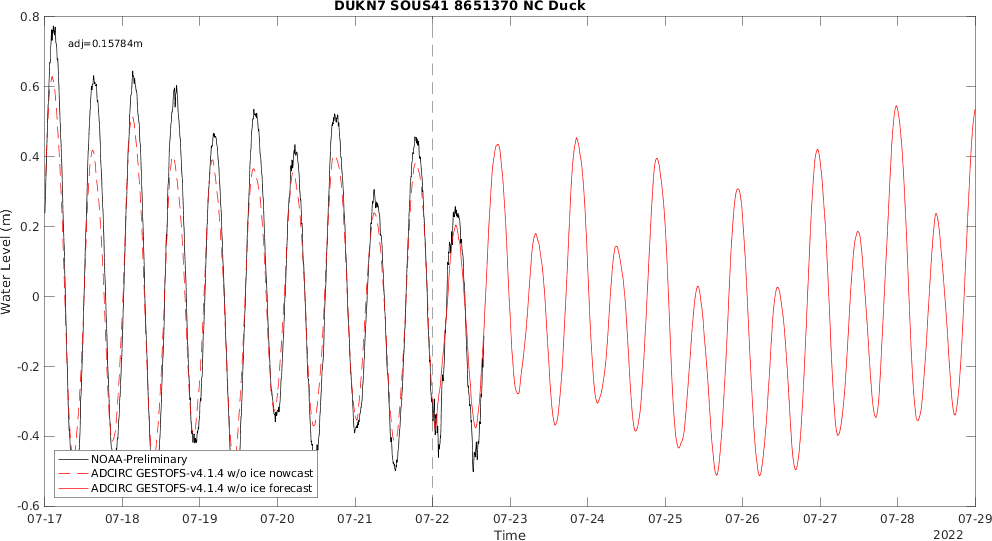 DUKN7 SOUS41 8651370 NC Duck
adj=0.15784m
0.8
0.6
0.4
0.2
0
-0.2
-0.4
-0.6
Water Level (m)
NOAA-Preliminary
ADCIRC GESTOFS-v4.1.4 w/o ice nowcast
ADCIRC GESTOFS-v4.1.4 w/o ice forecast
07-17 07-18 07-19 07-20 07-21 07-22 07-23 07-24 07-25 07-26 07-27 07-28 07-29
Time
2022